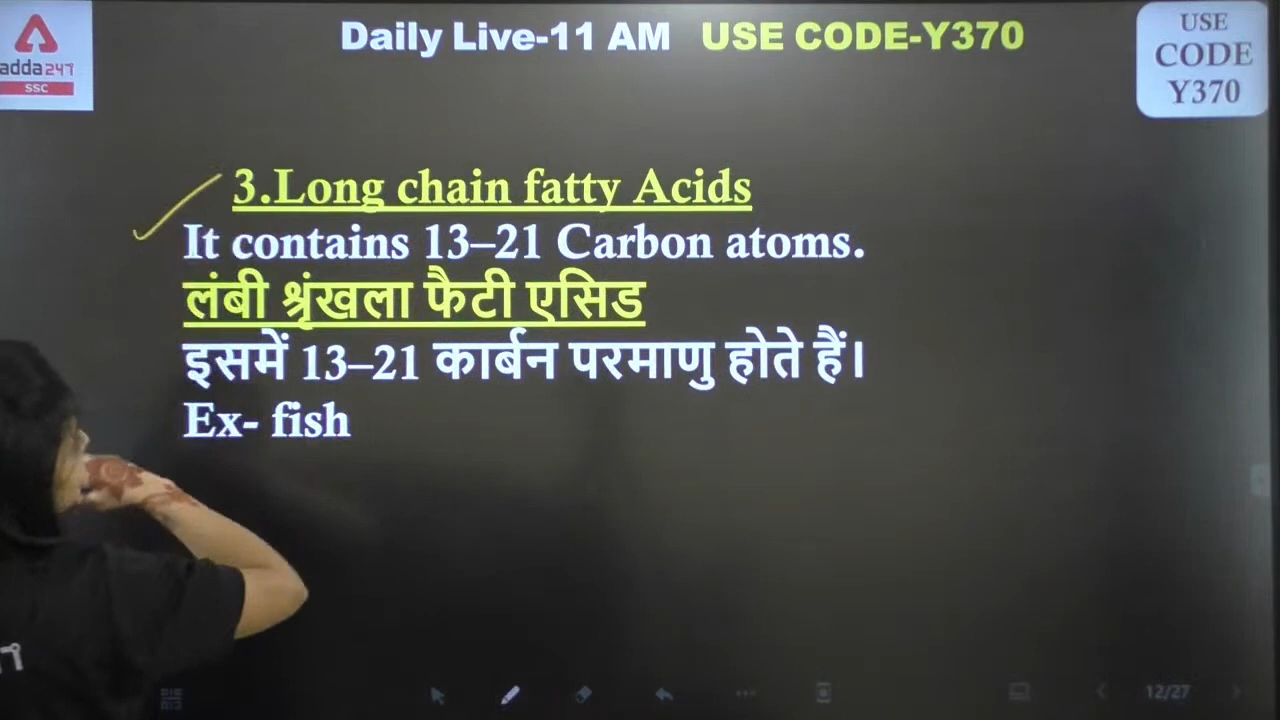 Daily Live-11 AM USE CODE-Y370
USE
CODE
Y370
adda247
SSC
3.Long chain fatty Acids
It contains 13–21 Carbon atoms.
लंबी श्रृंखला फैटी एसिड
इसमें 13–21 कार्बन परमाणु होते हैं।
Ex- fish
12/27